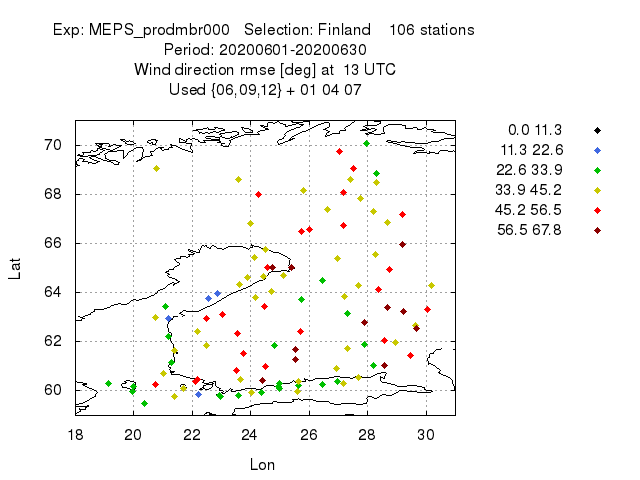 Exp: MEPS_prodmbr000 Selection: Finland 106 stations
Period: 20200601-20200630
Wind direction rmse [deg] at 13 UTC
Used {06,09,12} + 01 04 07
0.0 11.3
11.3 22.6
22.6 33.9
33.9 45.2
45.2 56.5
56.5 67.8
70
68
66
64
62
60
Lat
18 20 22 24 26 28 30
Lon